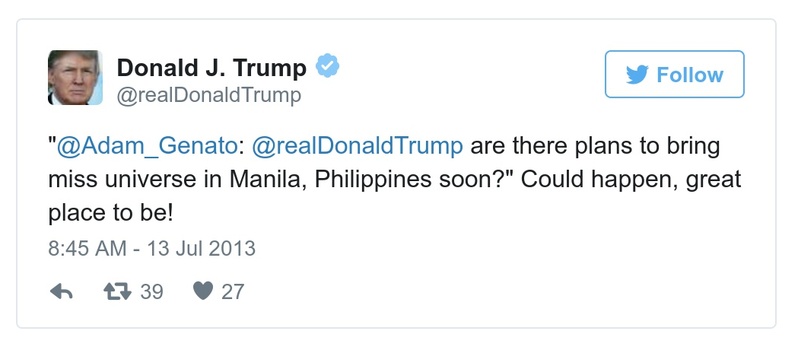 Donald J. Trump
@realDonaldTrump
Follow
"@Adam_Genato: @realDonaldTrump are there plans to bring
miss universe in Manila, Philippines soon?" Could happen, great
place to be!
8:45 AM - 13 Jul 2013
39 27